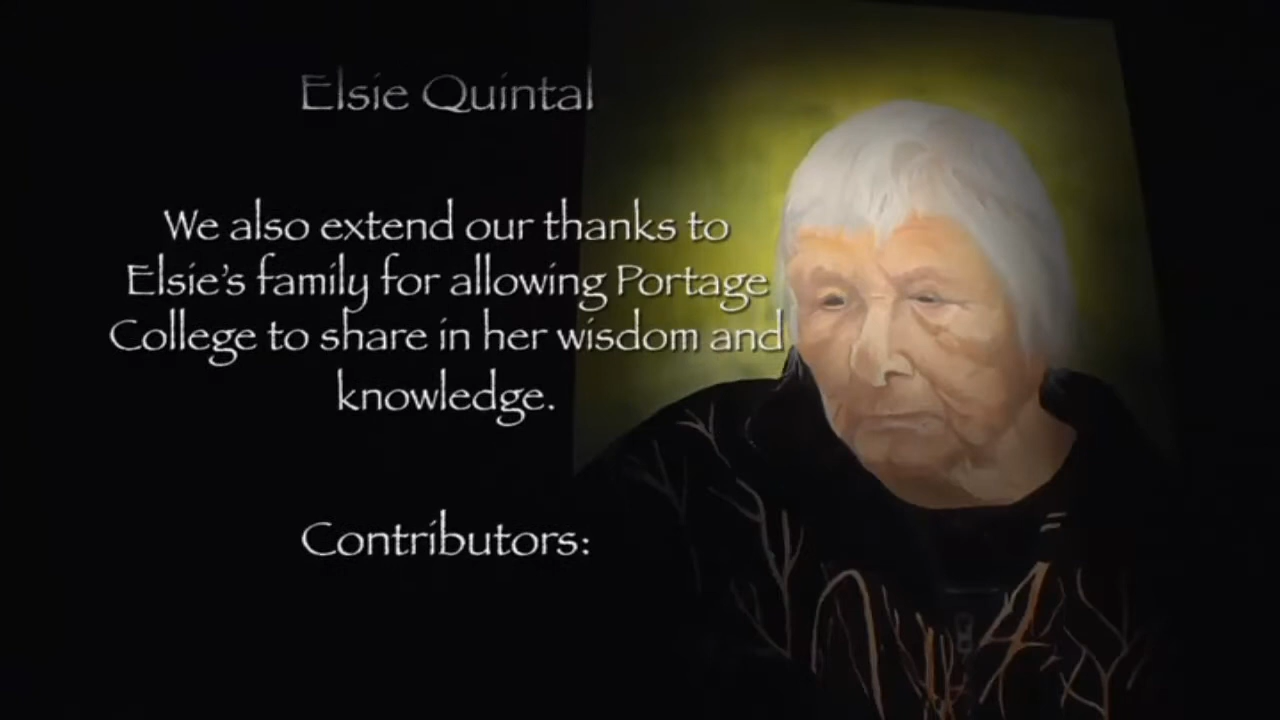 Elsie Quintal
We also extend our thanks to
Elsie's family for allowing Portage
College to share in her wisdom and
knowledge.
Contributors: